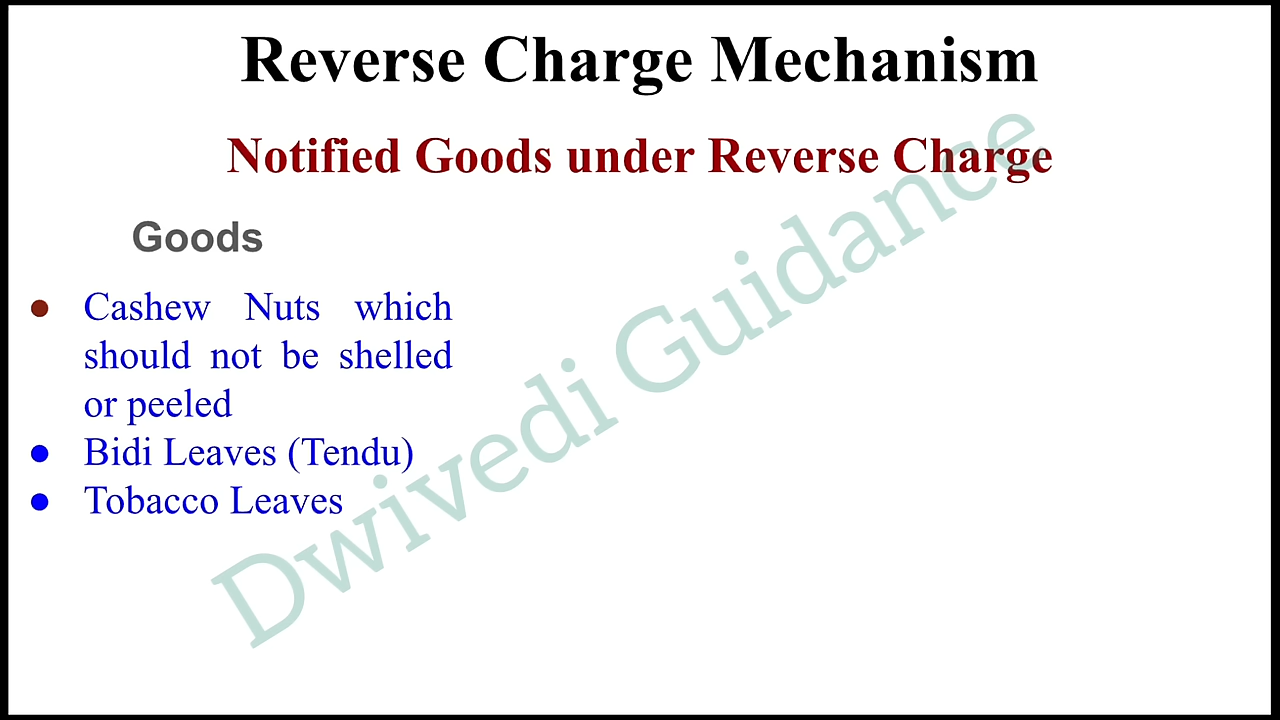 Reverse Charge Mechanism
Notified Goods under Reverse Charge
Goods
● Cashew Nuts which
should not be shelled
or peeled
● Bidi Leaves (Tendu)
● Tobacco Leaves
Dwivedi Guidance